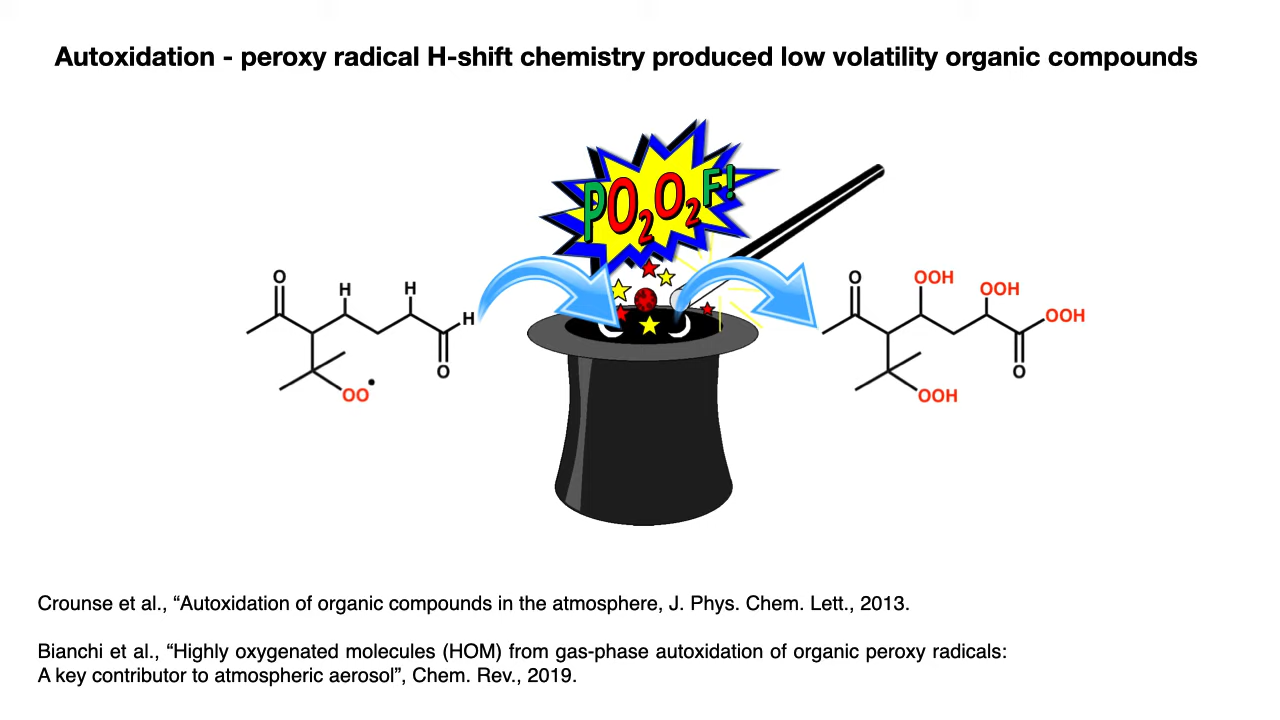 Autoxidation - peroxy radical H-shift chemistry produced low volatility organic compounds
PO₂O₂F!
O
H
H
H
O
OO•
O
OOH
OOH
OOH
O
OOH
Crounse et al., “Autoxidation of organic compounds in the atmosphere, J. Phys. Chem. Lett., 2013.
Bianchi et al., “Highly oxygenated molecules (HOM) from gas-phase autoxidation of organic peroxy radicals:
A key contributor to atmospheric aerosol”, Chem. Rev., 2019.